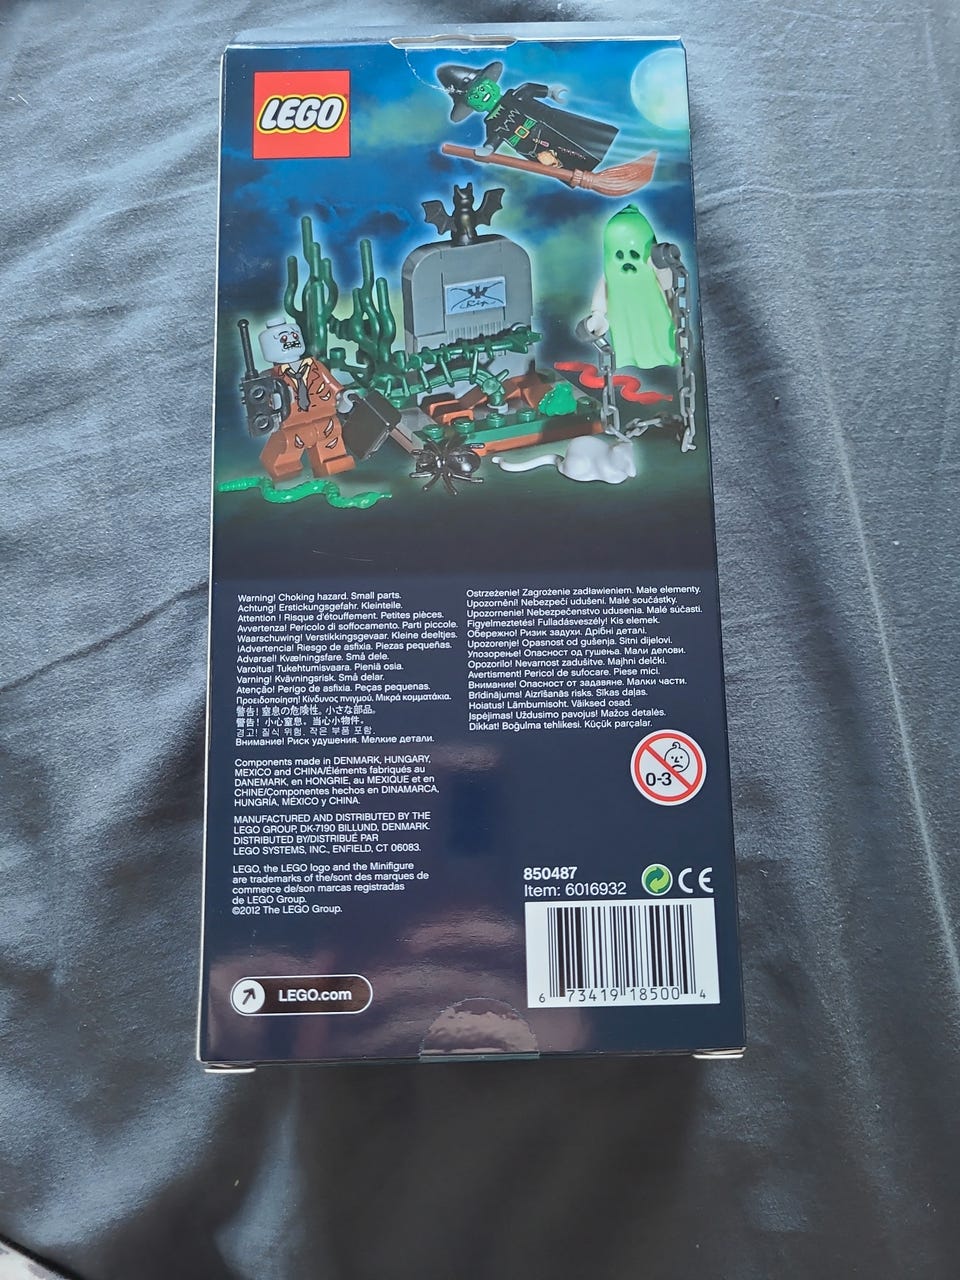 LEGO
Rip
Warning! Choking hazard. Small parts.
Achtung! Erstickungsgefahr. Kleinteile.
Attention ! Risque d'étouffement. Petites pièces.
Avvertenza! Pericolo di soffocamento. Parti piccole.
Waarschuwing! Verstikkingsgevaar. Kleine deeltjes.
¡Advertencia! Riesgo de asfixia. Piezas pequeñas.
Advarsel! Kvælningsfare. Små dele.
Varoitus! Tukehtumisvaara. Pieniä osia.
Varning! Kvävningsrisk. Små delar.
Atenção! Perigo de asfixia. Peças pequenas.
Προειδοποίηση! Κίνδυνος πνιγμού. Μικρά κομματάκια.
警告! 窒息の危険性。小さな部品。
警告! 小心窒息。当心小物件。
경고! 질식 위험. 작은 부품 포함.
Внимание! Риск удушения. Мелкие детали.
Components made in DENMARK, HUNGARY,
MEXICO and CHINA/Éléments fabriqués au
DANEMARK, en HONGRIE, au MEXIQUE et en
CHINE/Componentes hechos en DINAMARCA,
HUNGRÍA, MÉXICO y CHINA.
MANUFACTURED AND DISTRIBUTED BY THE
LEGO GROUP, DK-7190 BILLUND, DENMARK.
DISTRIBUTED BY/DISTRIBUÉ PAR
LEGO SYSTEMS, INC., ENFIELD, CT 06083.
LEGO, the LEGO logo and the Minifigure
are trademarks of the/sont des marques de
commerce de/son marcas registradas
de LEGO Group.
©2012 The LEGO Group.
LEGO.com
Ostrzeżenie! Zagrożenie zadławieniem. Małe elementy.
Upozornění! Nebezpečí udušení. Malé součástky.
Upozornenie! Nebezpečenstvo udusenia. Malé súčasti.
Figyelmeztetés! Fulladásveszély! Kis elemek.
Обережно! Ризик задухи. Дрібні деталі.
Upozorenje! Opasnost od gušenja. Sitni dijelovi.
Упозорење! Опасност од гушења. Мали делови.
Opozorilo! Nevarnost zadušitve. Majhni delčki.
Avertisment! Pericol de sufocare. Piese mici.
Внимание! Опасност от задавяне. Малки части.
Brīdinājums! Aizrīšanās risks. Sīkas daļas.
Hoiatus! Lämbumisoht. Väiksed osad.
Įspėjimas! Uždusimo pavojus! Mažos detalės.
Dikkat! Boğulma tehlikesi. Küçük parçalar.
0-3
850487
Item: 6016932
CE
6 73419 18500 4